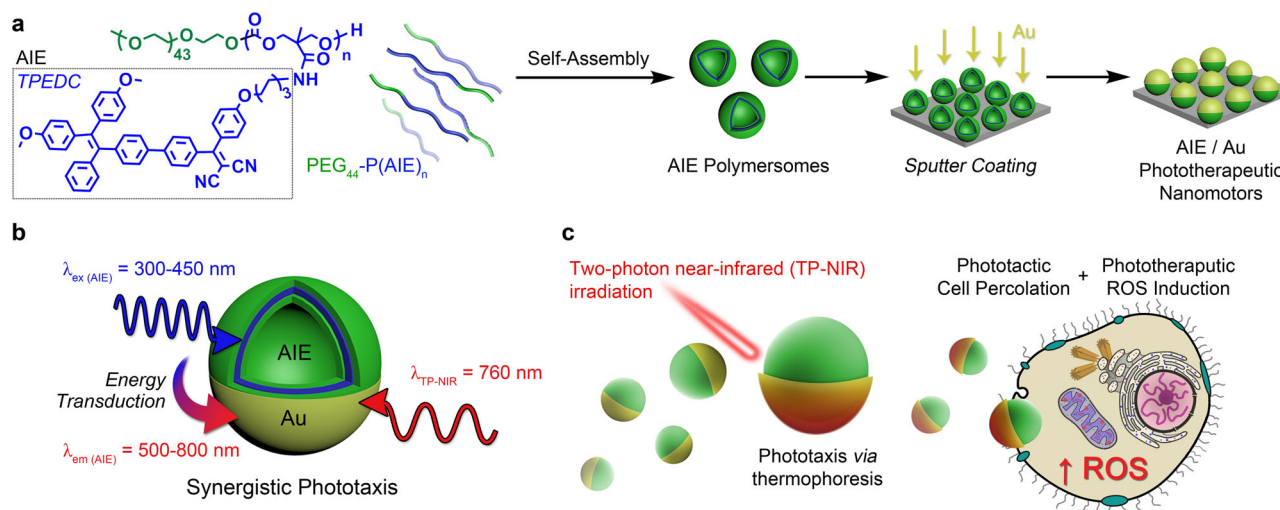 a
O
O
43
O
O
O
O
O
H
n
O
NH
3
O
AIE
TPEDC
O
O
NC
CN
PEG44-P(AIE)n
Self-Assembly
AIE Polymersomes
Au
Sputter Coating
AIE / Au
Phototherapeutic
Nanomotors
b
λex (AIE) = 300-450 nm
AIE
Energy
Transduction
Au
λTP-NIR = 760 nm
λem (AIE) = 500-800 nm
Synergistic Phototaxis
c
Two-photon near-infrared (TP-NIR)
irradiation
Phototaxis via
thermophoresis
Phototactic
Cell Percolation
+
Phototheraputic
ROS Induction
↑ ROS